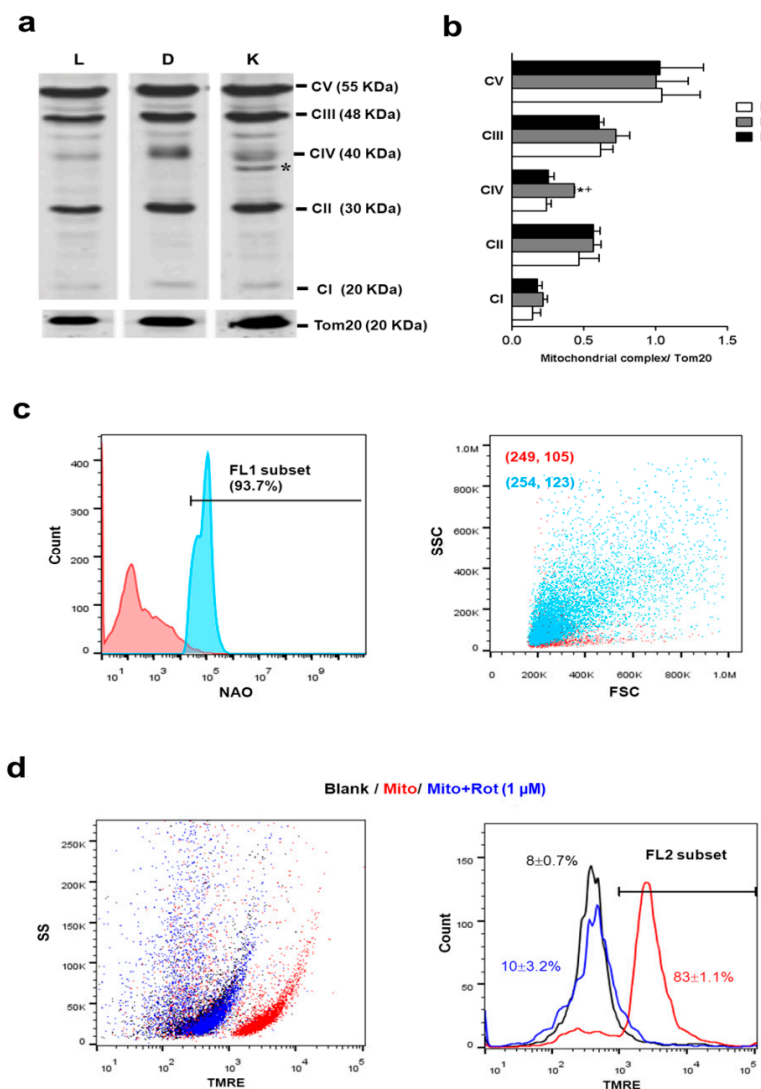 a
L D K
CV (55 KDa)
CIII (48 KDa)
CIV (40 KDa)
*
CII (30 KDa)
CI (20 KDa)
Tom20 (20 KDa)
b
CV
CIII
CIV
*+
CII
CI
0.0 0.5 1.0 1.5
Mitochondrial complex/ Tom20
c
400
300
200
100
0
Count
FL1 subset
(93.7%)
10¹ 10³ 10⁵ 10⁷ 10⁹
NAO
1.0M
800K
600K
400K
200K
0
SSC
(249, 105)
(254, 123)
0 200K 400K 600K 800K 1.0M
FSC
d
Blank / Mito/ Mito+Rot (1 µM)
250K
200K
150K
100K
50K
0
SS
10¹ 10² 10³ 10⁴ 10⁵
TMRE
150
100
50
0
Count
8±0.7%
FL2 subset
10±3.2%
83±1.1%
10¹ 10² 10³ 10⁴ 10⁵
TMRE